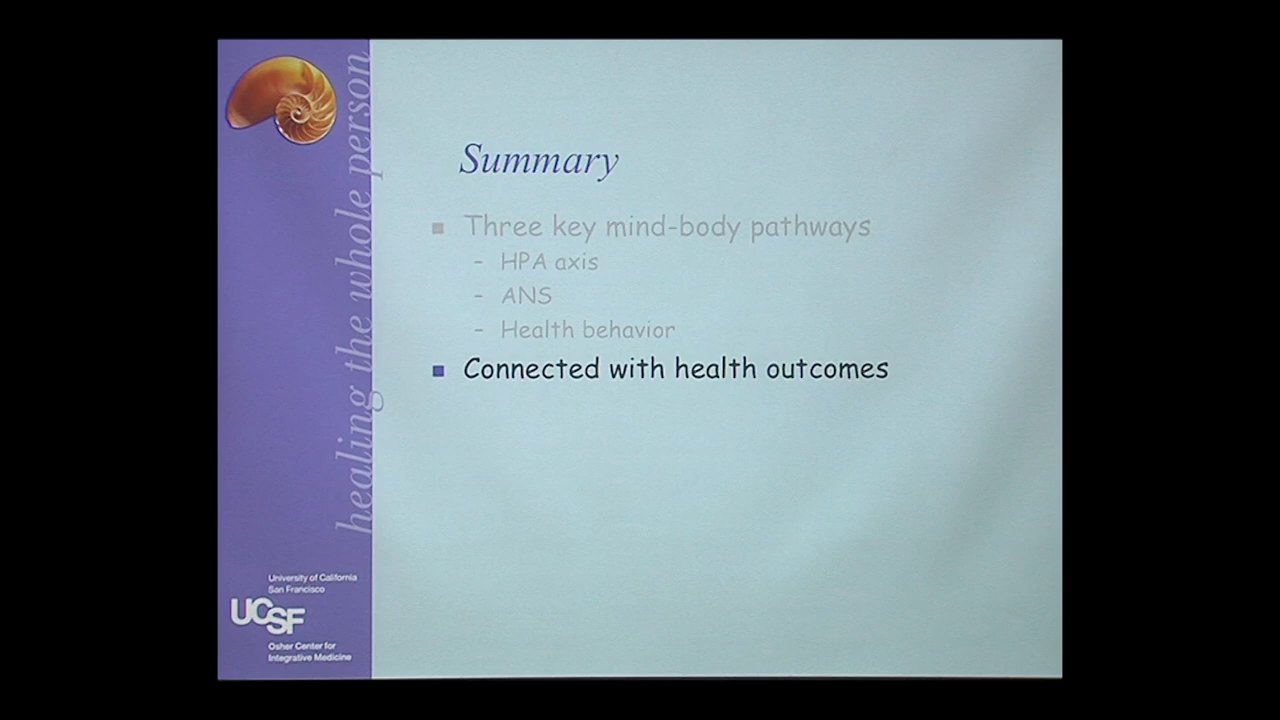 healing the whole person
Summary
Three key mind-body pathways
- HPA axis
- ANS
- Health behavior
Connected with health outcomes
University of California
San Francisco
UCSF
Osher Center for
Integrative Medicine